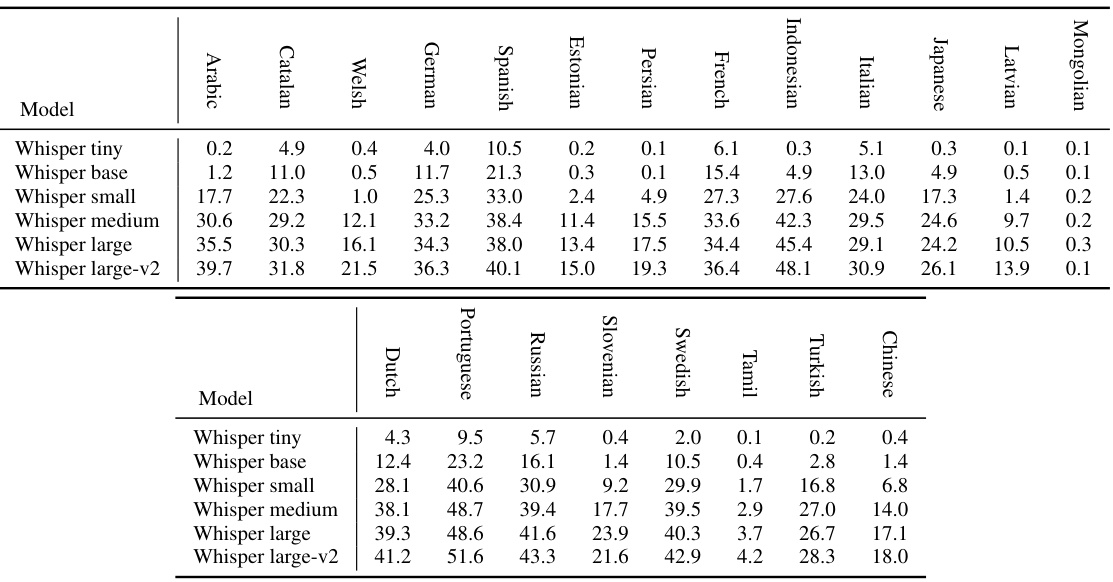 Model Arabic Catalan Welsh German Spanish Estonian Persian French Indonesian Italian Japanese Latvian Mongolian
Whisper tiny 0.2 4.9 0.4 4.0 10.5 0.2 0.1 6.1 0.3 5.1 0.3 0.1 0.1
Whisper base 1.2 11.0 0.5 11.7 21.3 0.3 0.1 15.4 4.9 13.0 4.9 0.5 0.1
Whisper small 17.7 22.3 1.0 25.3 33.0 2.4 4.9 27.3 27.6 24.0 17.3 1.4 0.2
Whisper medium 30.6 29.2 12.1 33.2 38.4 11.4 15.5 33.6 42.3 29.5 24.6 9.7 0.2
Whisper large 35.5 30.3 16.1 34.3 38.0 13.4 17.5 34.4 45.4 29.1 24.2 10.5 0.3
Whisper large-v2 39.7 31.8 21.5 36.3 40.1 15.0 19.3 36.4 48.1 30.9 26.1 13.9 0.1
Model Dutch Portuguese Russian Slovenian Swedish Tamil Turkish Chinese
Whisper tiny 4.3 9.5 5.7 0.4 2.0 0.1 0.2 0.4
Whisper base 12.4 23.2 16.1 1.4 10.5 0.4 2.8 1.4
Whisper small 28.1 40.6 30.9 9.2 29.9 1.7 16.8 6.8
Whisper medium 38.1 48.7 39.4 17.7 39.5 2.9 27.0 14.0
Whisper large 39.3 48.6 41.6 23.9 40.3 3.7 26.7 17.1
Whisper large-v2 41.2 51.6 43.3 21.6 42.9 4.2 28.3 18.0